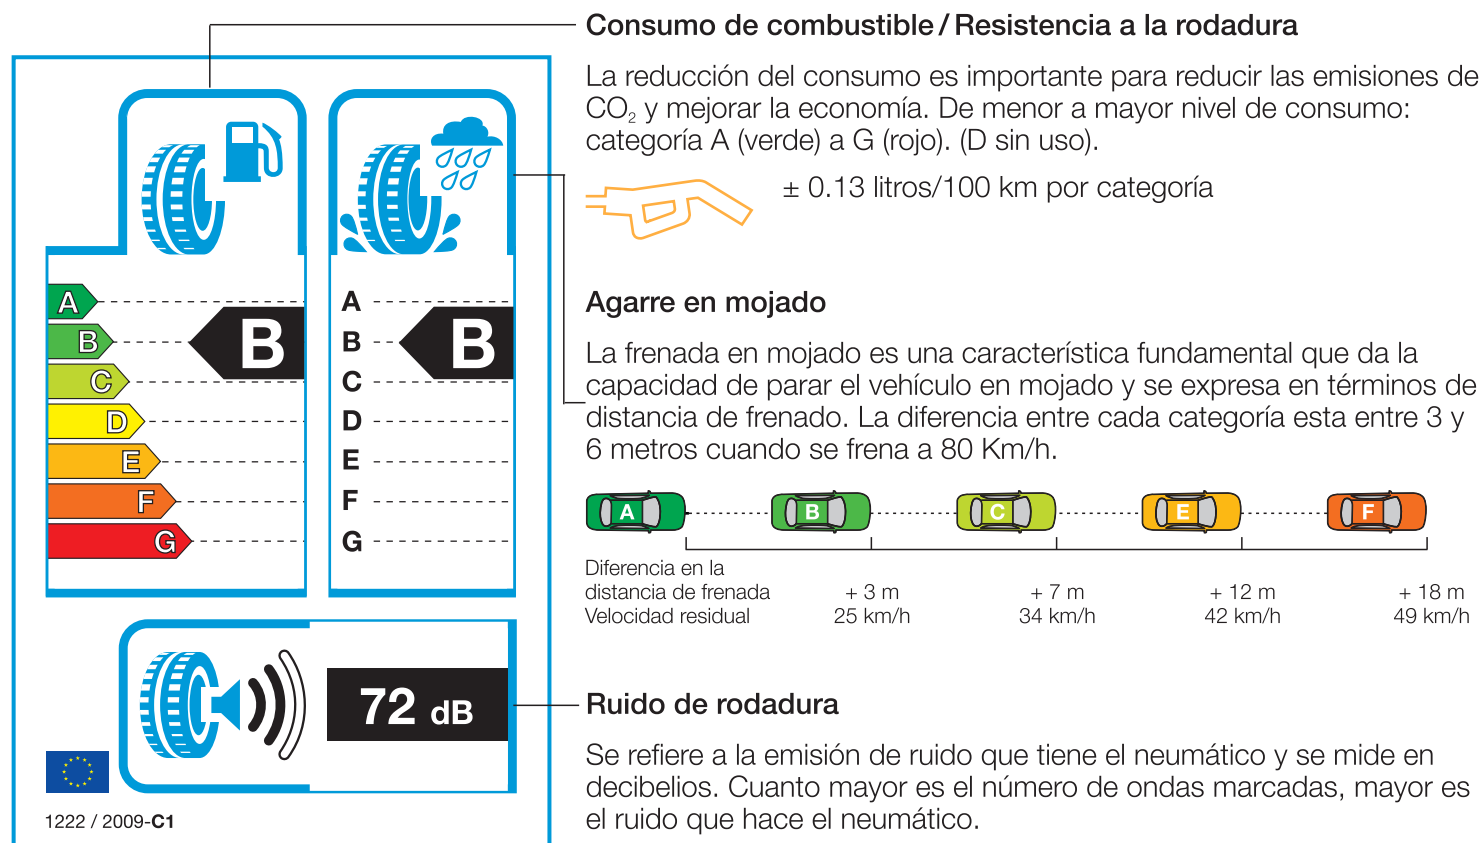 Consumo de combustible / Resistencia a la rodadura
La reducción del consumo es importante para reducir las emisiones de
CO₂ y mejorar la economía. De menor a mayor nivel de consumo:
categoría A (verde) a G (rojo). (D sin uso).
± 0.13 litros/100 km por categoría
A
B
C
D
E
F
G
B
A
B
C
D
E
F
G
B
Agarre en mojado
La frenada en mojado es una característica fundamental que da la
capacidad de parar el vehículo en mojado y se expresa en términos de
distancia de frenado. La diferencia entre cada categoría esta entre 3 y
6 metros cuando se frena a 80 Km/h.
A B C E F
Diferencia en la
distancia de frenada + 3 m + 7 m + 12 m + 18 m
Velocidad residual 25 km/h 34 km/h 42 km/h 49 km/h
72 dB
1222 / 2009-C1
Ruido de rodadura
Se refiere a la emisión de ruido que tiene el neumático y se mide en
decibelios. Cuanto mayor es el número de ondas marcadas, mayor es
el ruido que hace el neumático.